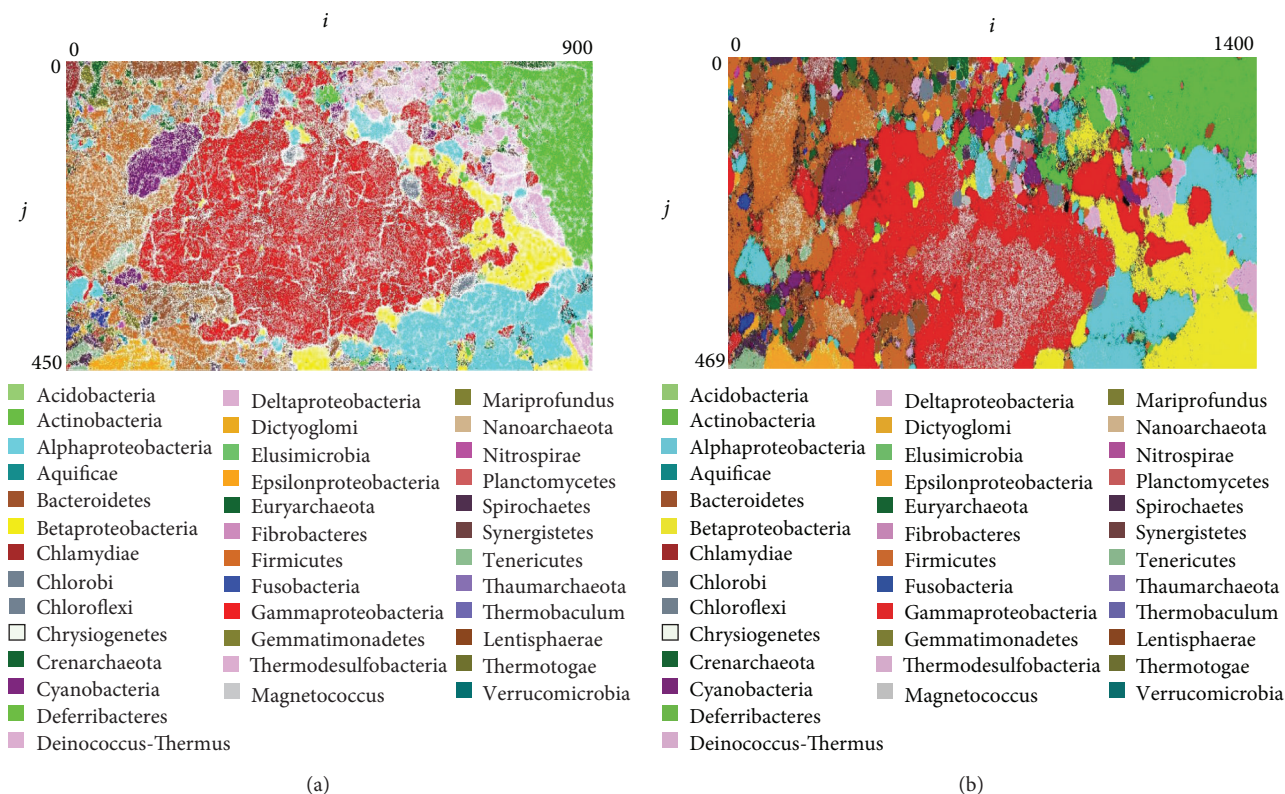 i
0 900
0
j
450
Acidobacteria
Actinobacteria
Alphaproteobacteria
Aquificae
Bacteroidetes
Betaproteobacteria
Chlamydiae
Chlorobi
Chloroflexi
Chrysiogenetes
Crenarchaeota
Cyanobacteria
Deferribacteres
Deinococcus-Thermus
Deltaproteobacteria
Dictyoglomi
Elusimicrobia
Epsilonproteobacteria
Euryarchaeota
Fibrobacteres
Firmicutes
Fusobacteria
Gammaproteobacteria
Gemmatimonadetes
Thermodesulfobacteria
Magnetococcus
Mariprofundus
Nanoarchaeota
Nitrospirae
Planctomycetes
Spirochaetes
Synergistetes
Tenericutes
Thaumarchaeota
Thermobaculum
Lentisphaerae
Thermotogae
Verrucomicrobia
(a)
i
0 1400
0
j
469
Acidobacteria
Actinobacteria
Alphaproteobacteria
Aquificae
Bacteroidetes
Betaproteobacteria
Chlamydiae
Chlorobi
Chloroflexi
Chrysiogenetes
Crenarchaeota
Cyanobacteria
Deferribacteres
Deinococcus-Thermus
Deltaproteobacteria
Dictyoglomi
Elusimicrobia
Epsilonproteobacteria
Euryarchaeota
Fibrobacteres
Firmicutes
Fusobacteria
Gammaproteobacteria
Gemmatimonadetes
Thermodesulfobacteria
Magnetococcus
Mariprofundus
Nanoarchaeota
Nitrospirae
Planctomycetes
Spirochaetes
Synergistetes
Tenericutes
Thaumarchaeota
Thermobaculum
Lentisphaerae
Thermotogae
Verrucomicrobia
(b)